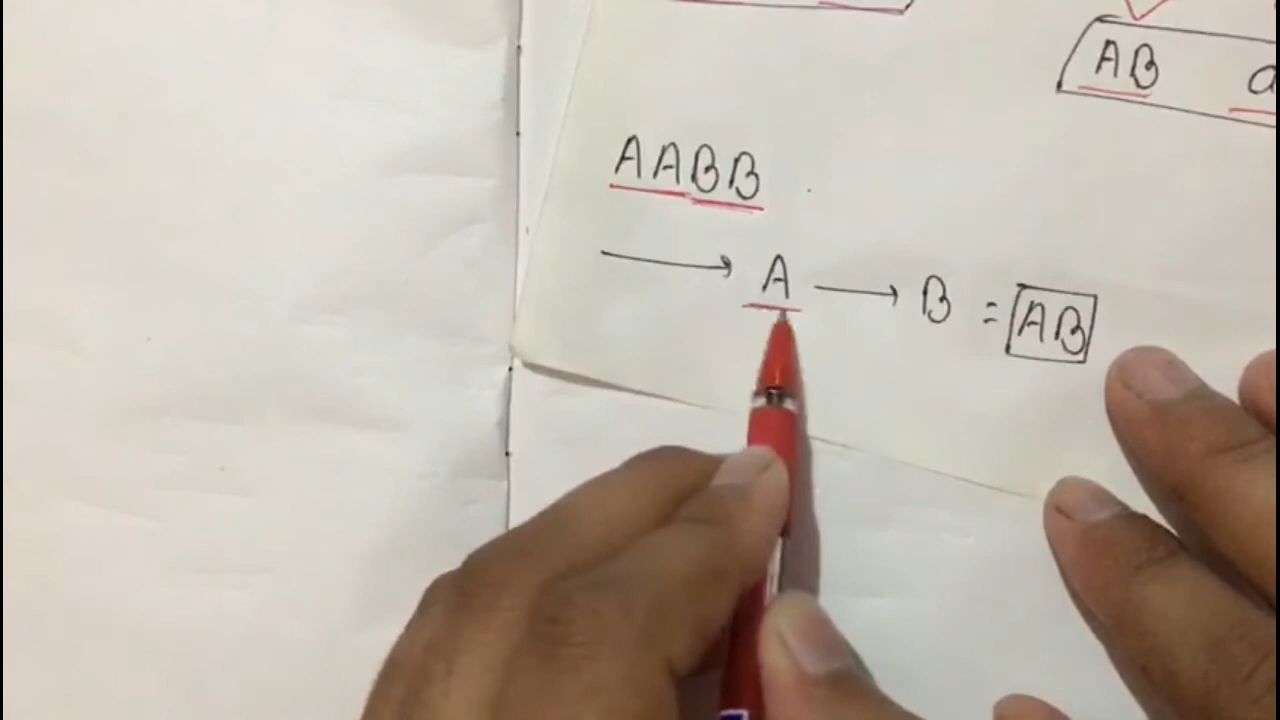 AB
AABB
→ A → B = AB